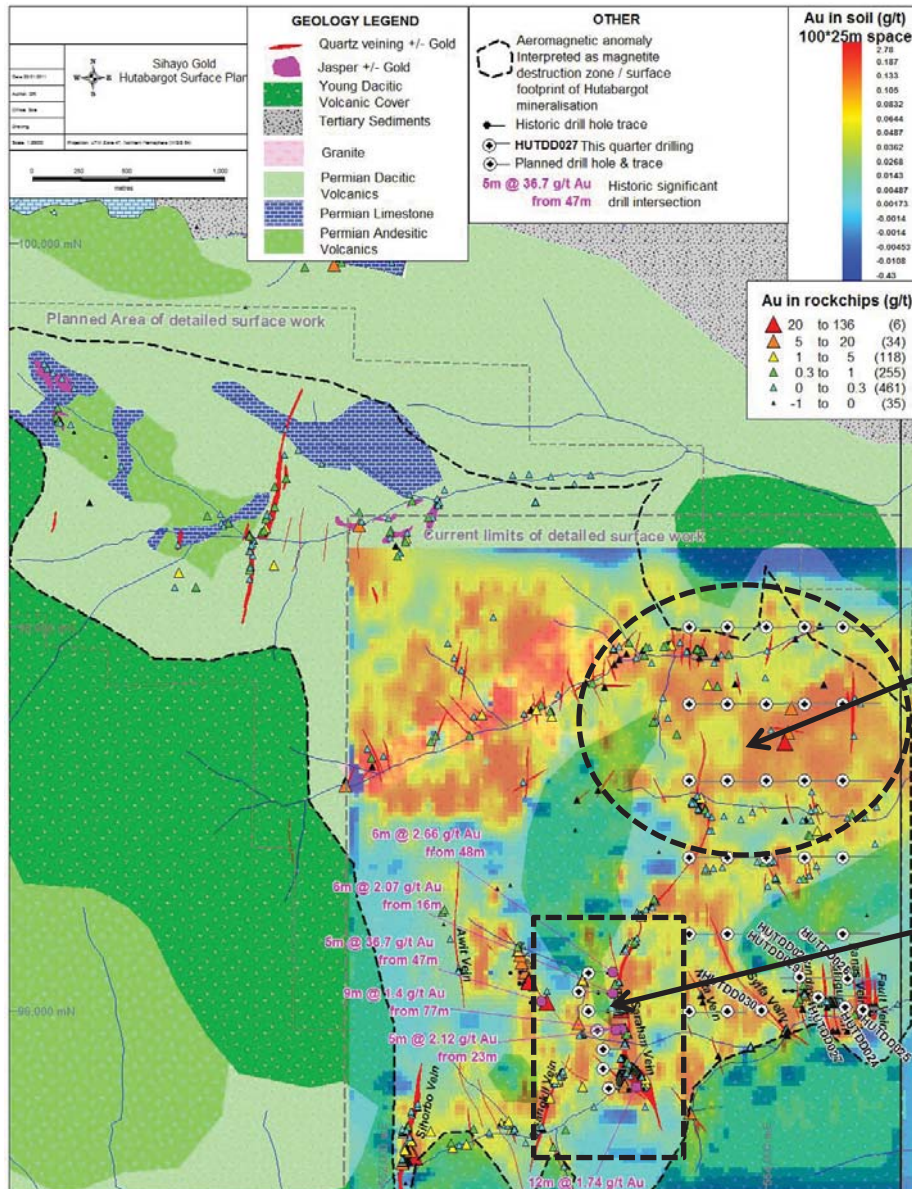 Sihayo Gold
Hutabargot Surface Plan
N
W
E
S
0
250
500
1,000
metres
GEOLOGY LEGEND
Quartz veining +/- Gold
Jasper +/- Gold
Young Dacitic
Volcanic Cover
Tertiary Sediments
Granite
Permian Dacitic
Volcanics
Permian Limestone
Permian Andesitic
Volcanics
OTHER
Aeromagnetic anomaly
Interpreted as magnetite
destruction zone / surface
footprint of Hutabargot
mineralisation
Historic drill hole trace
HUTDD027 This quarter drilling
Planned drill hole & trace
5m @ 36.7 g/t Au
from 47m
Historic significant
drill intersection
Au in soil (g/t)
100*25m space
2.78
0.187
0.133
0.105
0.0832
0.0644
0.0487
0.0362
0.0268
0.0143
0.00487
0.00173
-0.0014
-0.00453
-0.0108
-0.43
Au in rockchips (g/t)
20 to 136 (6)
5 to 20 (34)
1 to 5 (118)
0.3 to 1 (255)
0 to 0.3 (461)
-1 to 0 (35)
100,000 mN
Planned Area of detailed surface work
Current limits of detailed surface work
6m @ 2.66 g/t Au
from 48m
6m @ 2.07 g/t Au
from 16m
5m @ 36.7 g/t Au
from 47m
9m @ 1.4 g/t Au
from 77m
5m @ 2.12 g/t Au
from 23m
12m @ 1.74 g/t Au
98,000 mN
Awit Vein
Sihorbo Vein
HUTDD030
HUTDD026
HUTDD024
HUTDD025